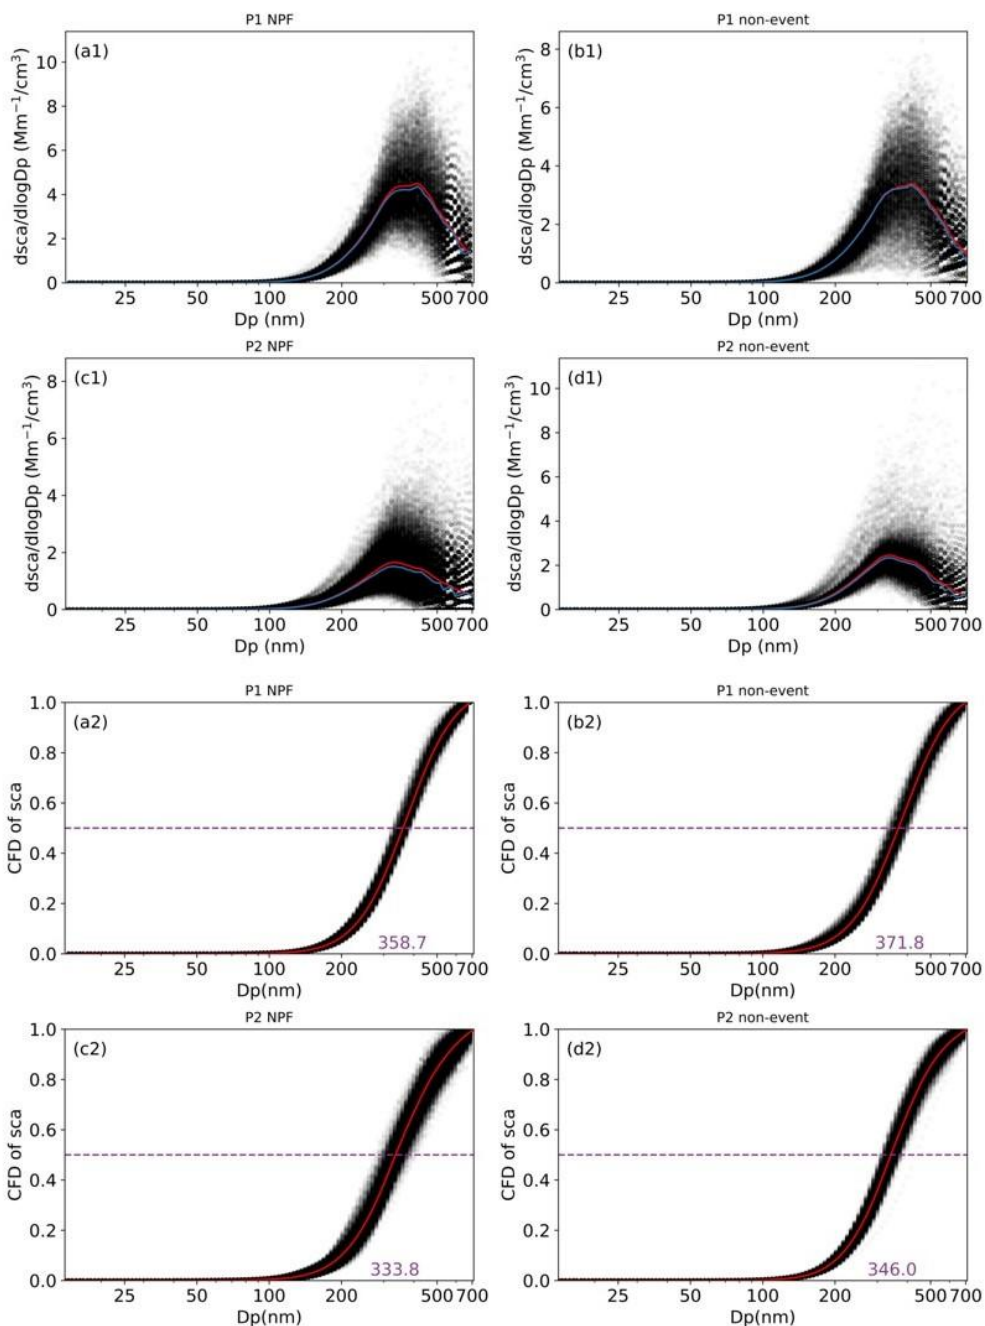 P1 NPF
(a1)
dsca/dlogDp (Mm⁻¹/cm³)
10
8
6
4
2
0
25 50 100 200 500 700
Dp (nm)
P1 non-event
(b1)
dsca/dlogDp (Mm⁻¹/cm³)
8
6
4
2
0
25 50 100 200 500 700
Dp (nm)
P2 NPF
(c1)
dsca/dlogDp (Mm⁻¹/cm³)
8
6
4
2
0
25 50 100 200 500 700
Dp (nm)
P2 non-event
(d1)
dsca/dlogDp (Mm⁻¹/cm³)
10
8
6
4
2
0
25 50 100 200 500 700
Dp (nm)
P1 NPF
(a2)
CFD of sca
1.0
0.8
0.6
0.4
0.2
0.0
358.7
25 50 100 200 500 700
Dp(nm)
P1 non-event
(b2)
CFD of sca
1.0
0.8
0.6
0.4
0.2
0.0
371.8
25 50 100 200 500 700
Dp(nm)
P2 NPF
(c2)
CFD of sca
1.0
0.8
0.6
0.4
0.2
0.0
333.8
25 50 100 200 500 700
Dp(nm)
P2 non-event
(d2)
CFD of sca
1.0
0.8
0.6
0.4
0.2
0.0
346.0
25 50 100 200 500 700
Dp(nm)